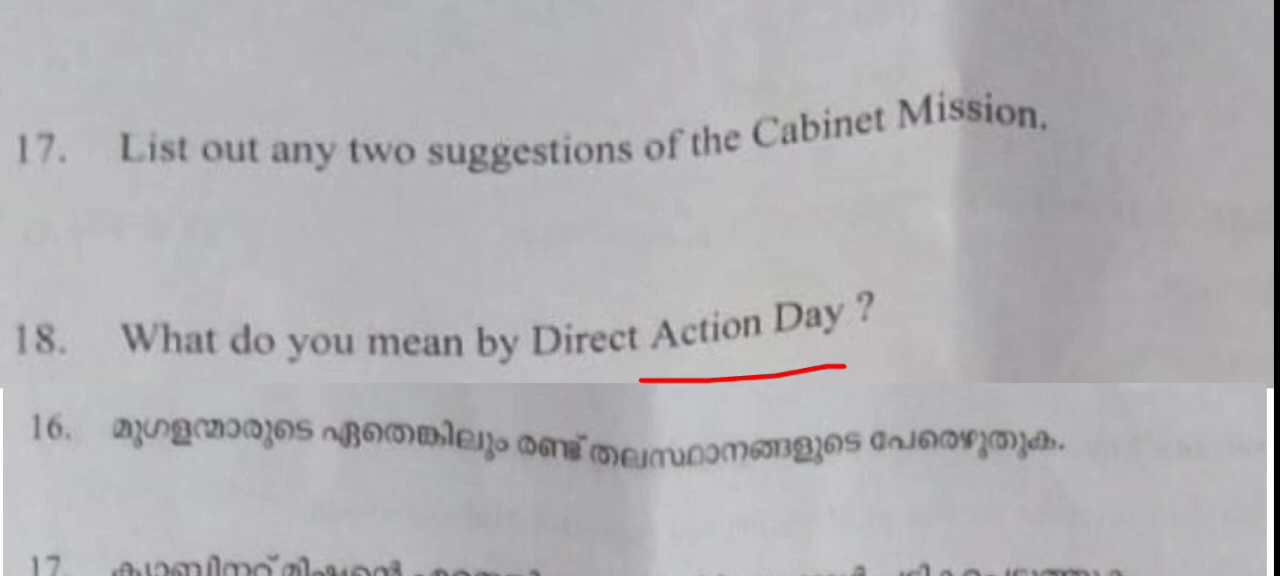 17. List out any two suggestions of the Cabinet Mission.
18. What do you mean by Direct Action Day ?
16. മുഗളന്മാരുടെ ഏതെങ്കിലും രണ്ട് തലസ്ഥാനങ്ങളുടെ പേരെഴുതുക.
17.